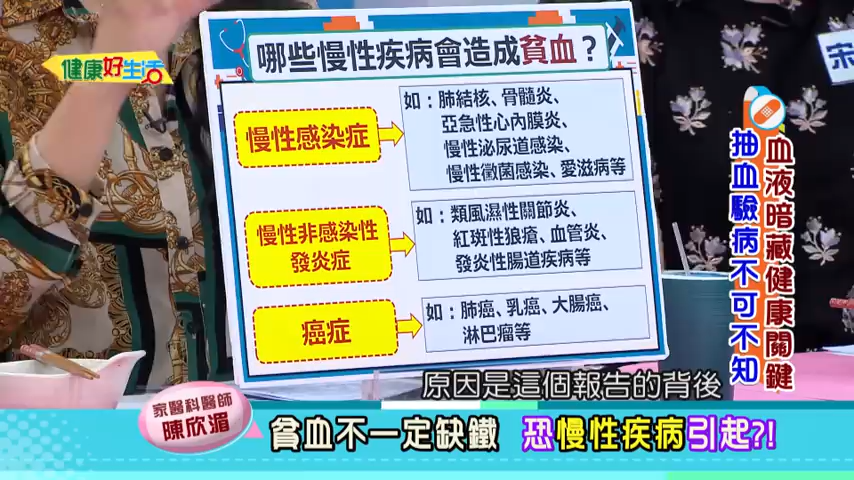 健康好生活
哪些慢性疾病會造成貧血？
慢性感染症
如：肺結核、骨髓炎、
亞急性心內膜炎、
慢性泌尿道感染、
慢性黴菌感染、愛滋病等
慢性非感染性
發炎症
如：類風濕性關節炎、
紅斑性狼瘡、血管炎、
發炎性腸道疾病等
癌症
如：肺癌、乳癌、大腸癌、
淋巴瘤等
宋
血液暗藏健康關鍵
抽血驗病不可不知
原因是這個報告的背後
家醫科醫師
陳欣湄
貧血不一定缺鐵 恐慢性疾病引起?!